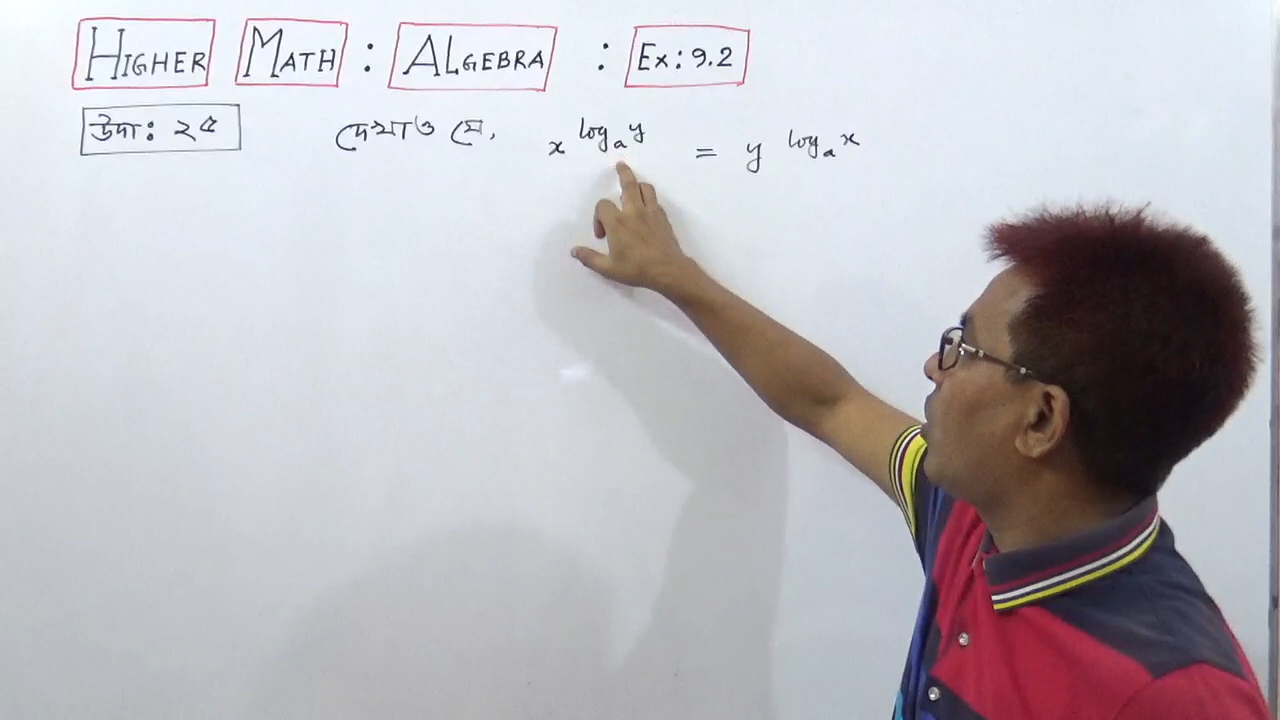 HIGHER MATH : ALGEBRA : Ex: 9.2
উদা: ২৫ দেখাও যে, x^{log_a y} = y^{log_a x}